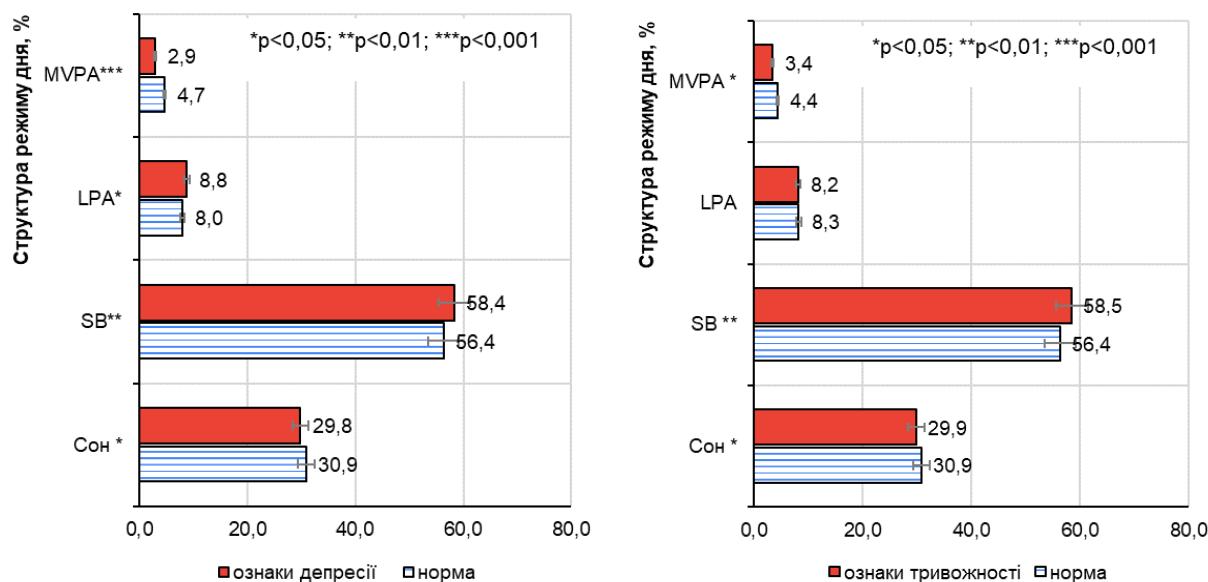 Структура режиму дня, %
*p<0,05; **p<0,01; ***p<0,001
MVPA***
2,9
4,7
LPA*
8,8
8,0
SB**
58,4
56,4
Сон *
29,8
30,9
0,0 20,0 40,0 60,0 80,0
ознаки депресії норма
Структура режиму дня, %
*p<0,05; **p<0,01; ***p<0,001
MVPA *
3,4
4,4
LPA
8,2
8,3
SB **
58,5
56,4
Сон *
29,9
30,9
0,0 20,0 40,0 60,0 80,0
ознаки тривожності норма